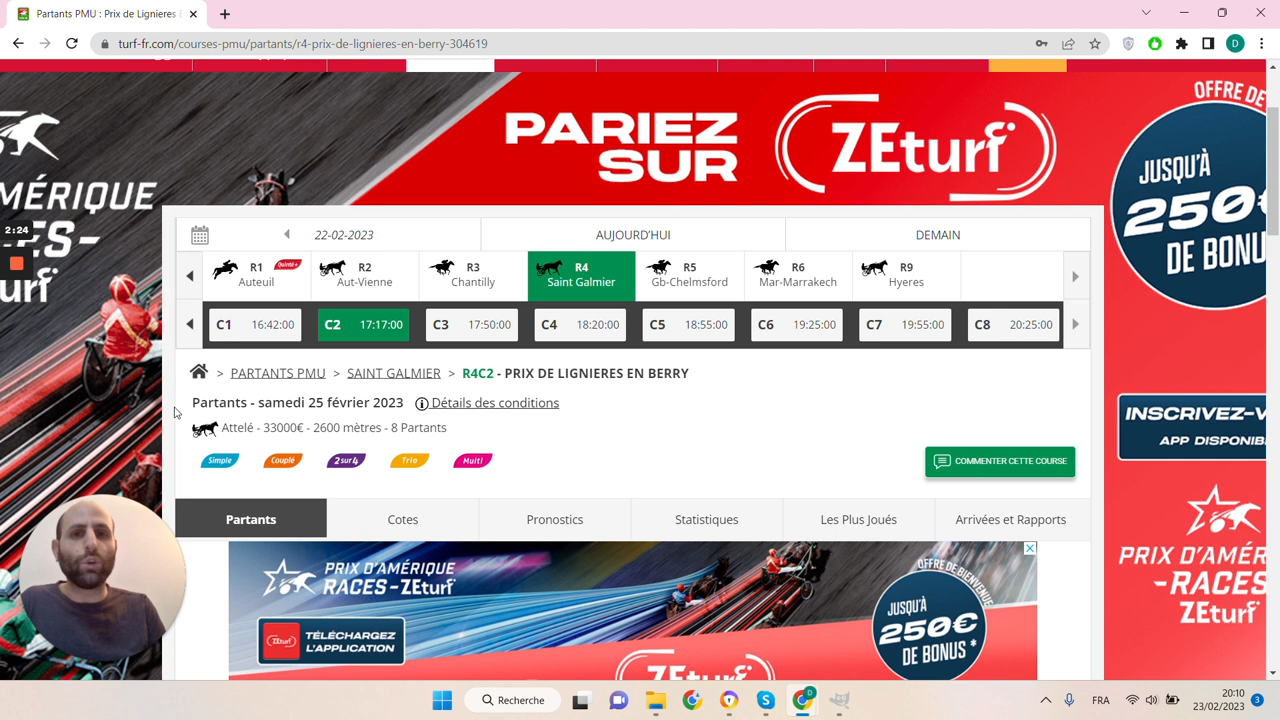 Partants PMU : Prix de Lignieres
turf-fr.com/courses-pmu/partants/r4-prix-de-lignieres-en-berry-304619
D
PARIEZ
SUR
ZEturf
OFFRE DE
JUSQU'À
250€
DE BONUS
AMÉRIQUE
ES-
urf
2:24
22-02-2023
AUJOURD'HUI
DEMAIN
R1 Quinté+
Auteuil
R2
Aut-Vienne
R3
Chantilly
R4
Saint Galmier
R5
Gb-Chelmsford
R6
Mar-Marrakech
R9
Hyeres
C1 16:42:00
C2 17:17:00
C3 17:50:00
C4 18:20:00
C5 18:55:00
C6 19:25:00
C7 19:55:00
C8 20:25:00
> PARTANTS PMU > SAINT GALMIER > R4C2 - PRIX DE LIGNIERES EN BERRY
Partants - samedi 25 février 2023 Détails des conditions
Attelé - 33000€ - 2600 mètres - 8 Partants
Simple Couplé 2sur4 Trio Multi
COMMENTER CETTE COURSE
INSCRIVEZ-V
APP DISPONIB
Partants
Cotes
Pronostics
Statistiques
Les Plus Joués
Arrivées et Rapports
PRIX D'AMÉRIQUE
RACES-ZEturf
TÉLÉCHARGEZ
L'APPLICATION
ZEturf
OFFRE DE BIENVENUE
JUSQU'À
250€
DE BONUS *
ZEturf
PRIX D'AMÉR
-RACES-
ZEturf
Recherche
D
FRA
20:10
23/02/2023
3